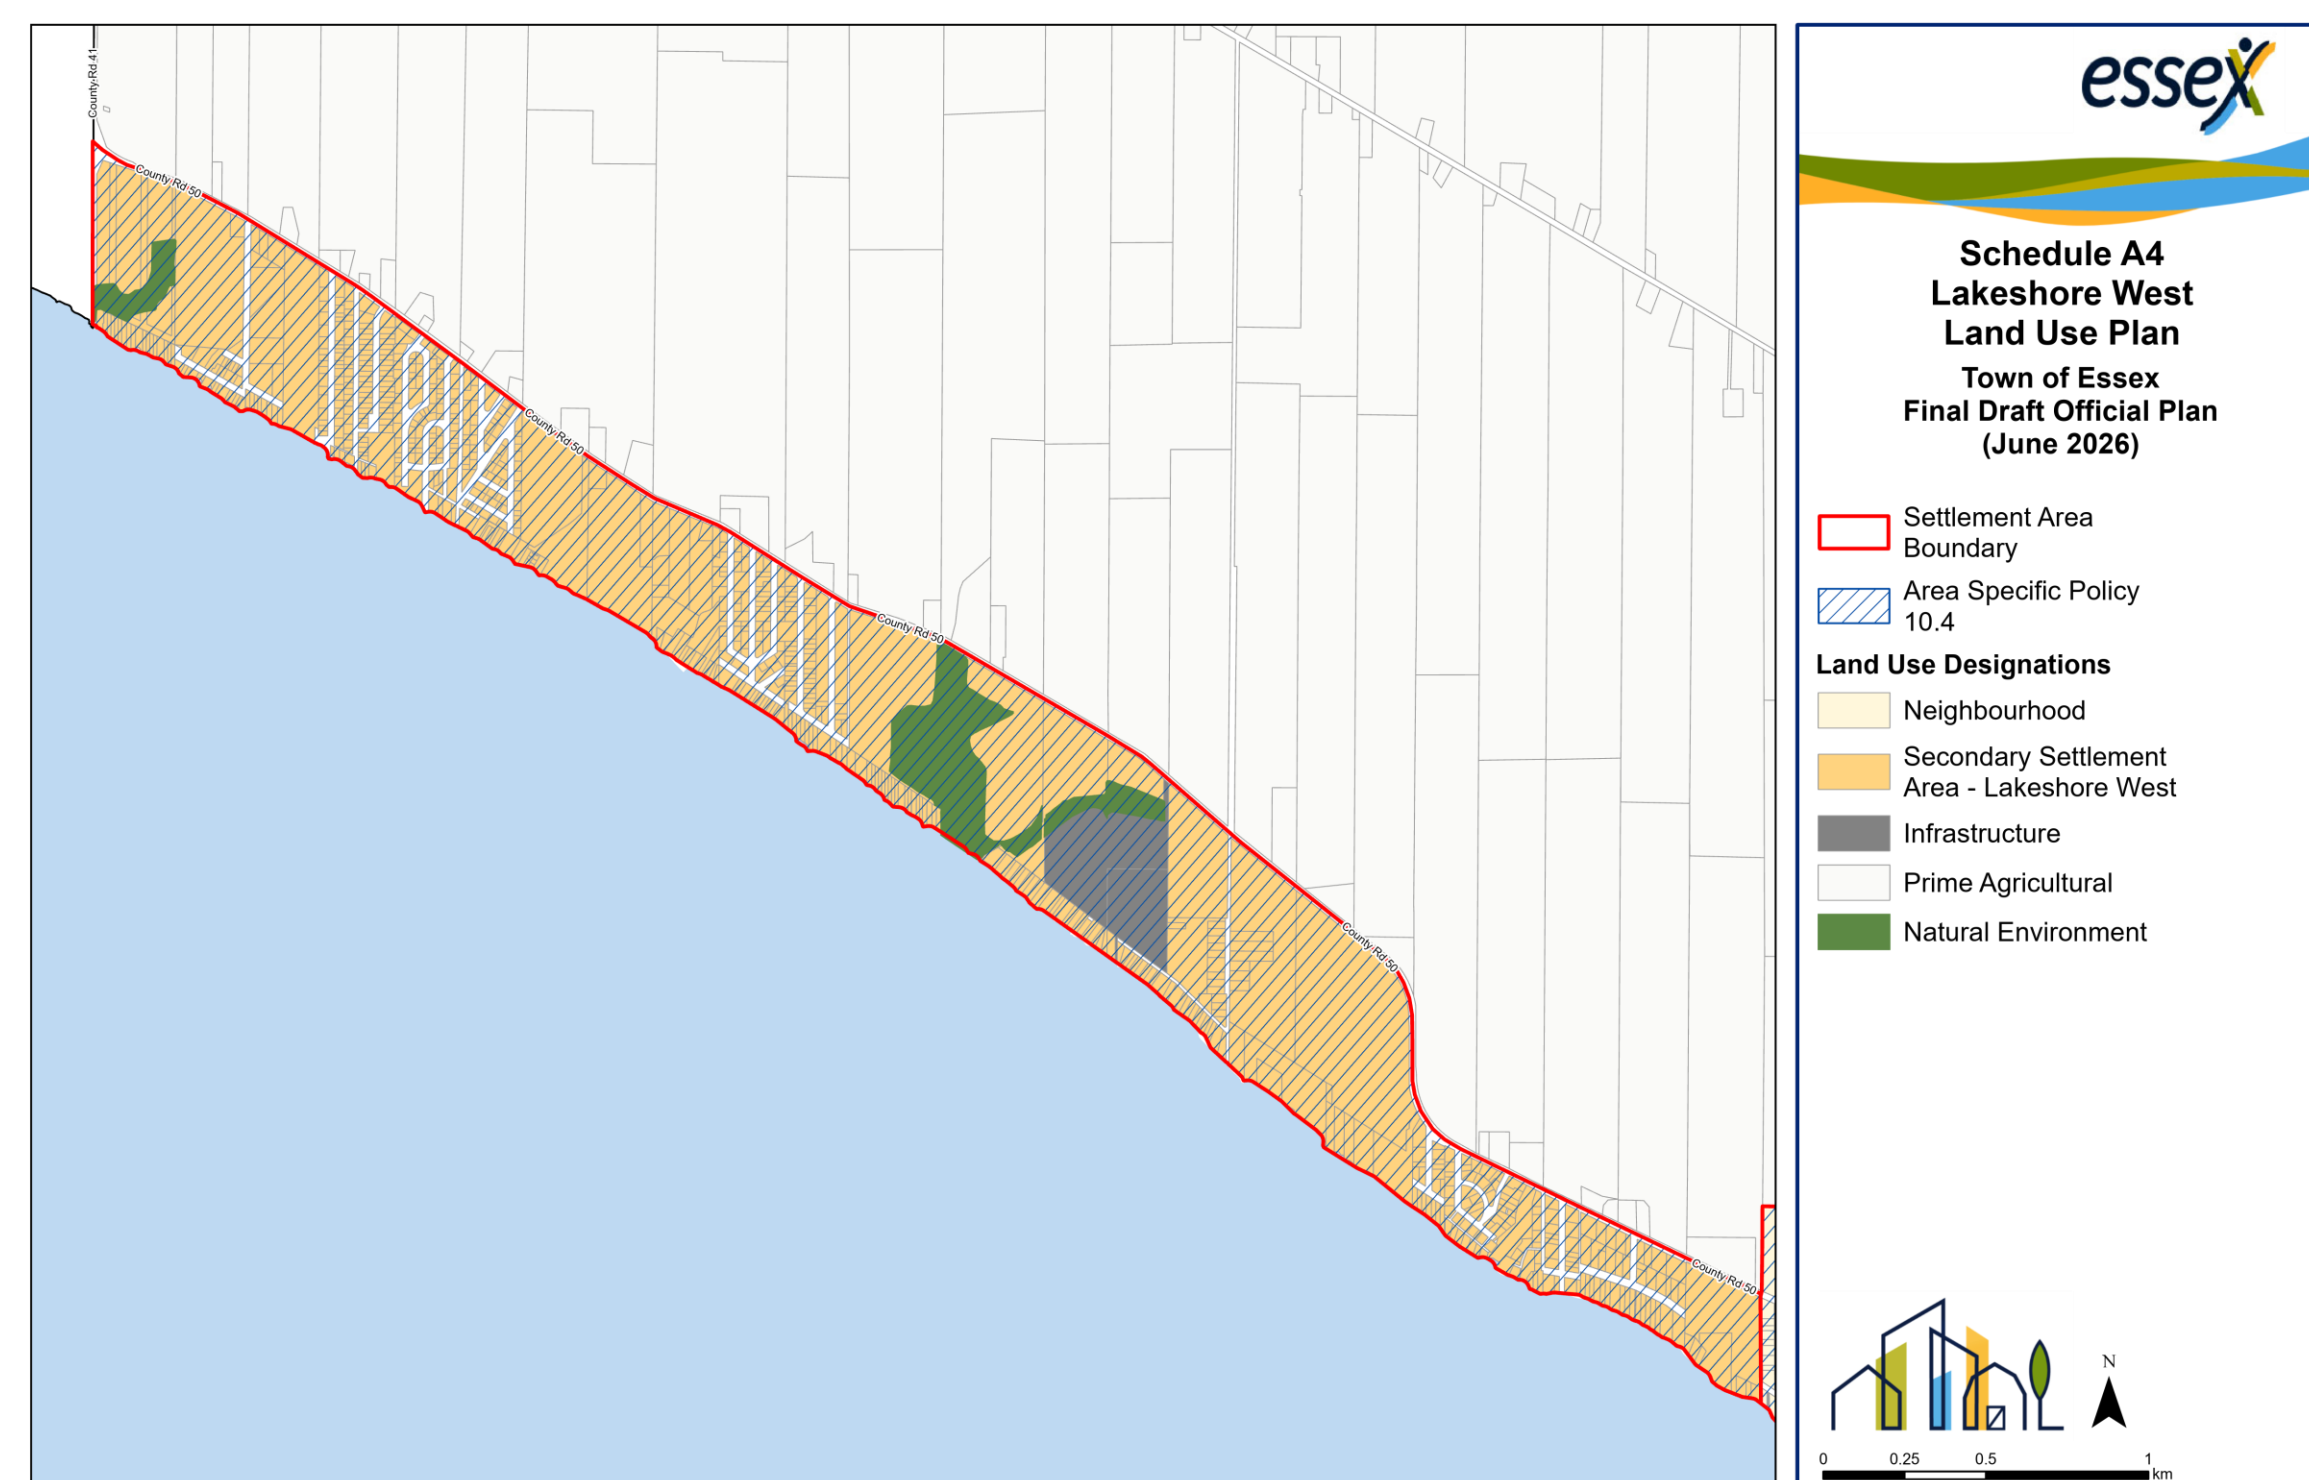 County Rd 41
County Rd 50
County Rd 50
County Rd 50
County Rd 50
County Rd 50
essex
Schedule A4
Lakeshore West
Land Use Plan
Town of Essex
Final Draft Official Plan
(June 2026)
Settlement Area
Boundary
Area Specific Policy
10.4
Land Use Designations
Neighbourhood
Secondary Settlement
Area - Lakeshore West
Infrastructure
Prime Agricultural
Natural Environment
N
0 0.25 0.5 1
km